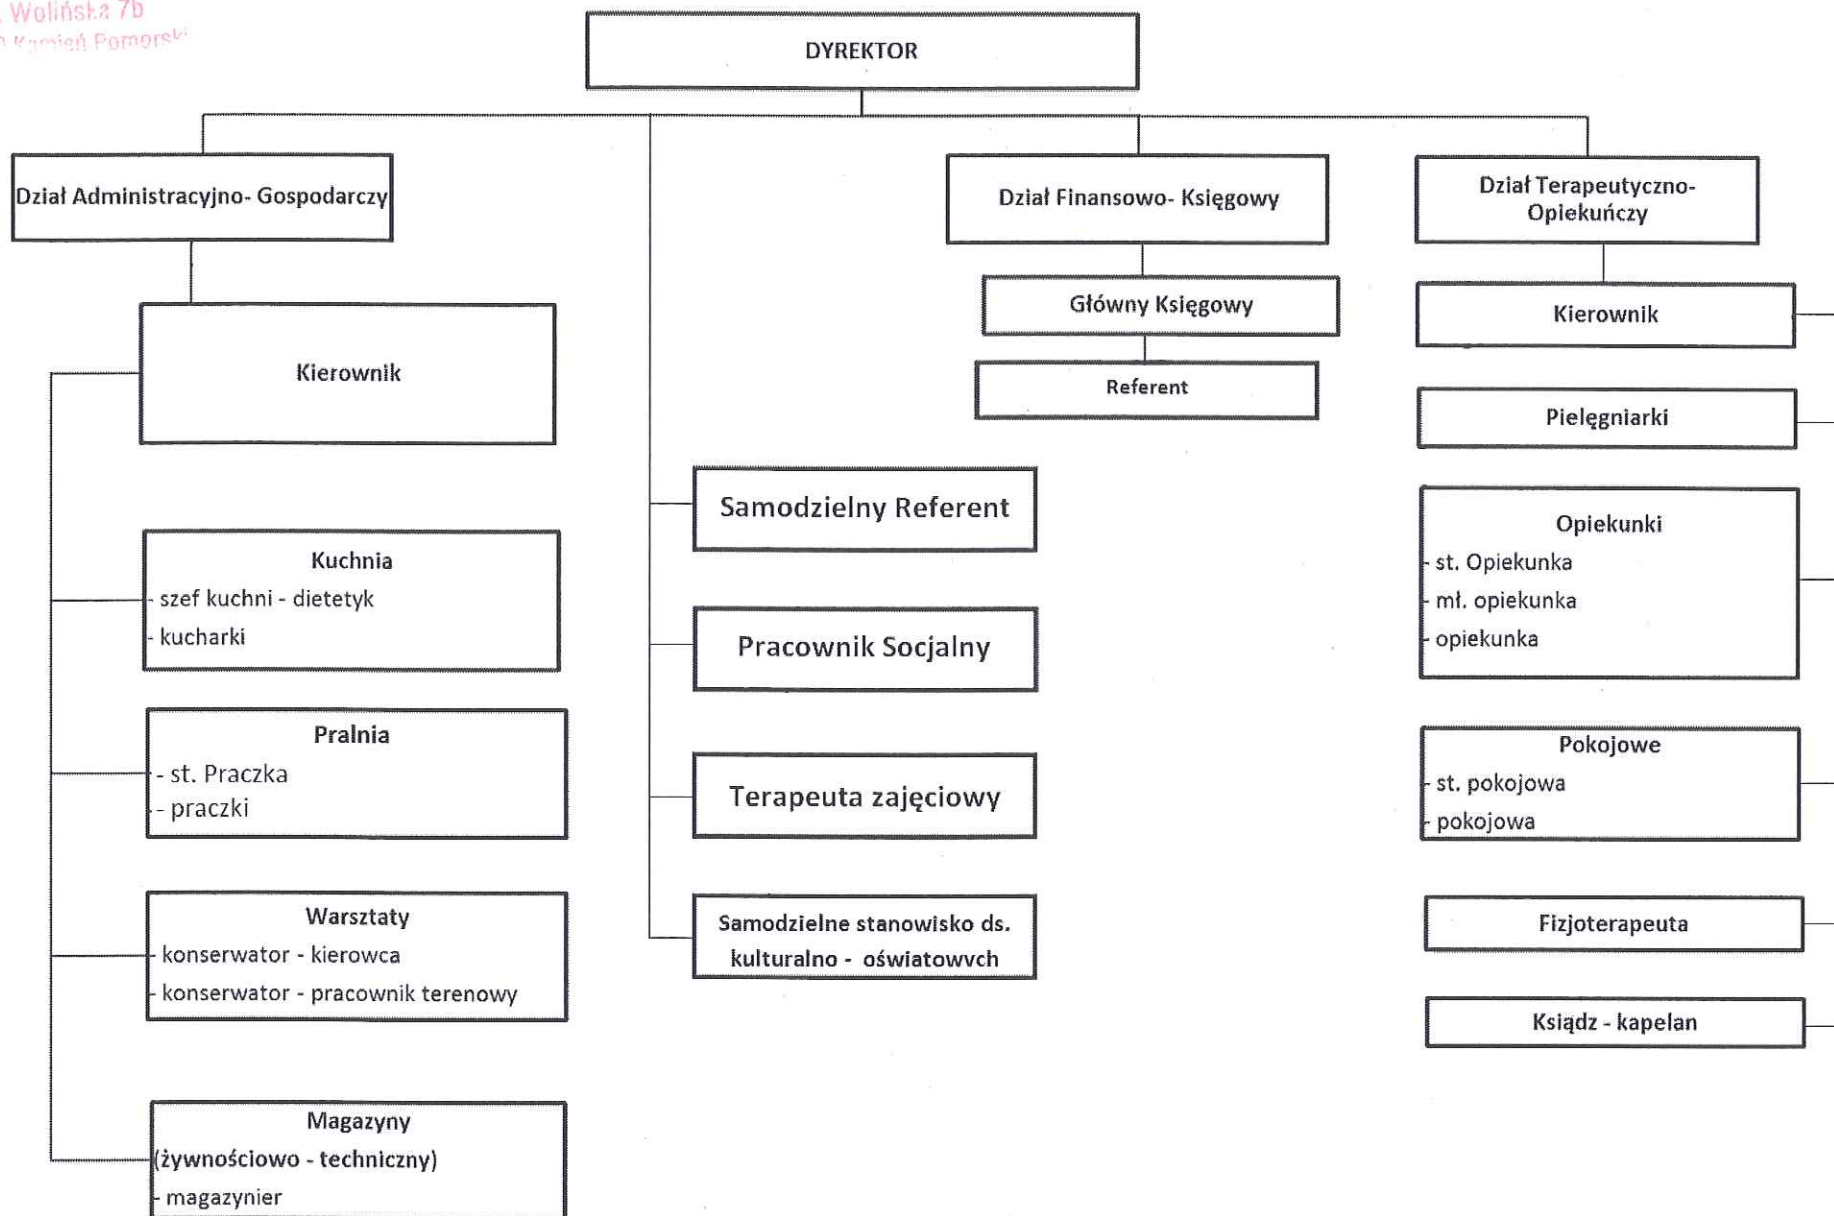 Wolińska 7b
Kamień Pomorski
DYREKTOR
Dział Administracyjno- Gospodarczy
Kierownik
Kuchnia
- szef kuchni - dietetyk
- kucharki
Pralnia
- st. Praczka
- praczki
Warsztaty
- konserwator - kierowca
- konserwator - pracownik terenowy
Magazyny
(żywnościowo - techniczny)
- magazynier
Samodzielny Referent
Pracownik Socjalny
Terapeuta zajęciowy
Samodzielne stanowisko ds.
kulturalno - oświatowych
Dział Finansowo- Księgowy
Główny Księgowy
Referent
Dział Terapeutyczno-
Opiekuńczy
Kierownik
Pielęgniarki
Opiekunki
- st. Opiekunka
- mł. opiekunka
- opiekunka
Pokojowe
- st. pokojowa
- pokojowa
Fizjoterapeuta
Ksiądz - kapelan